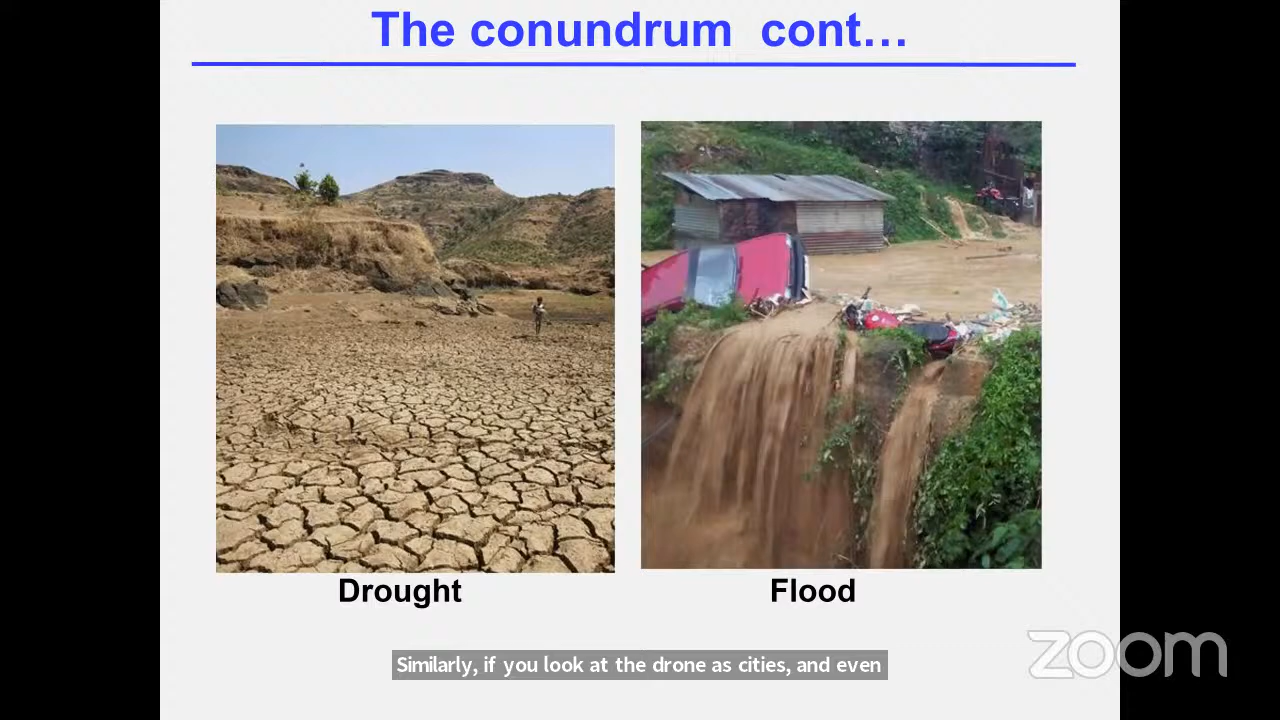 The conundrum cont...
Drought
Flood
Similarly, if you look at the drone as cities, and even
zoom